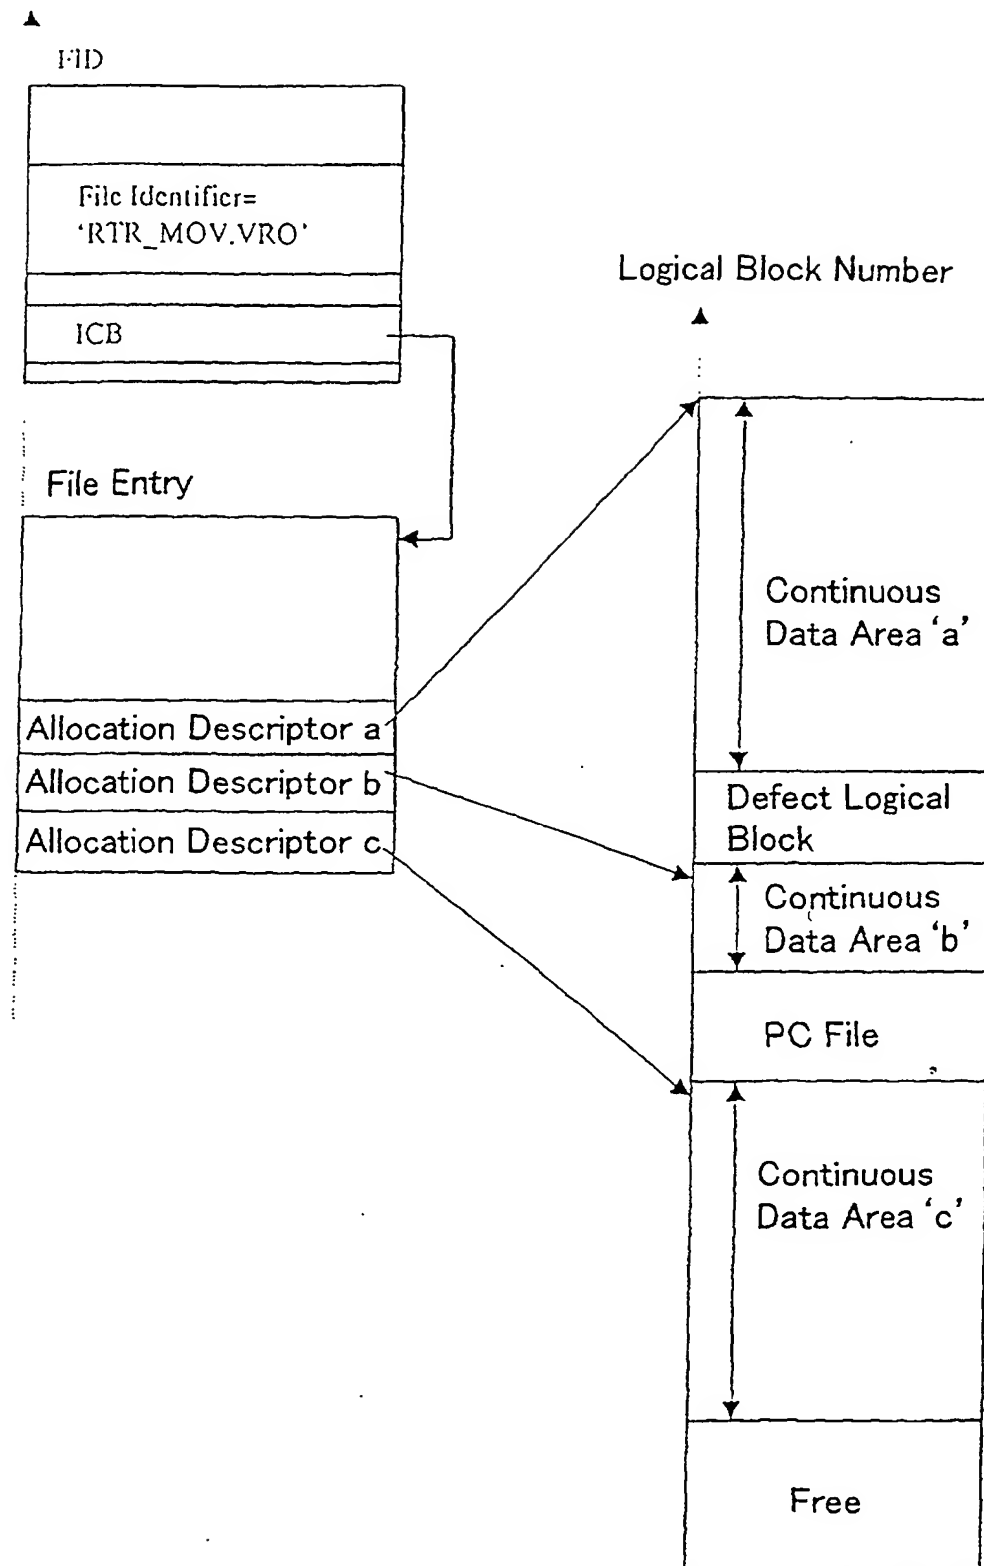 FID
File Identifier=
‘RTR_MOV.VRO’
ICB
File Entry
Allocation Descriptor a
Allocation Descriptor b
Allocation Descriptor c
Logical Block Number
Continuous
Data Area ‘a’
Defect Logical
Block
Continuous
Data Area ‘b’
PC File
Continuous
Data Area ‘c’
Free